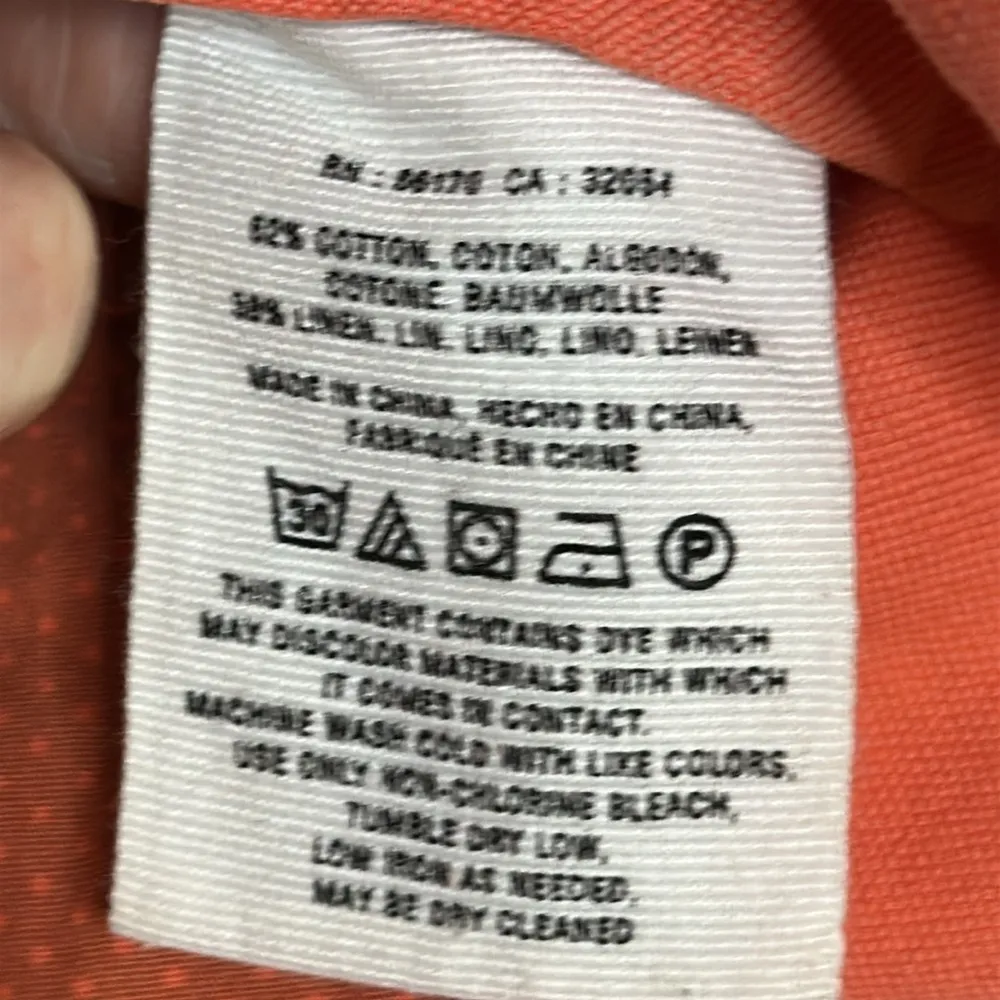 CA : 32054
62% COTTON, COTON, ALGODÓN,
COTONE, BAUMWOLLE
38% LINEN, LIN, LINO, LINO, LEINEN
MADE IN CHINA, HECHO EN CHINA,
FABRIQUÉ EN CHINE
30
P
THIS GARMENT CONTAINS DYE WHICH
MAY DISCOLOR MATERIALS WITH WHICH
IT COMES IN CONTACT.
MACHINE WASH COLD WITH LIKE COLORS,
USE ONLY NON-CHLORINE BLEACH,
TUMBLE DRY LOW,
LOW IRON AS NEEDED,
MAY BE DRY CLEANED